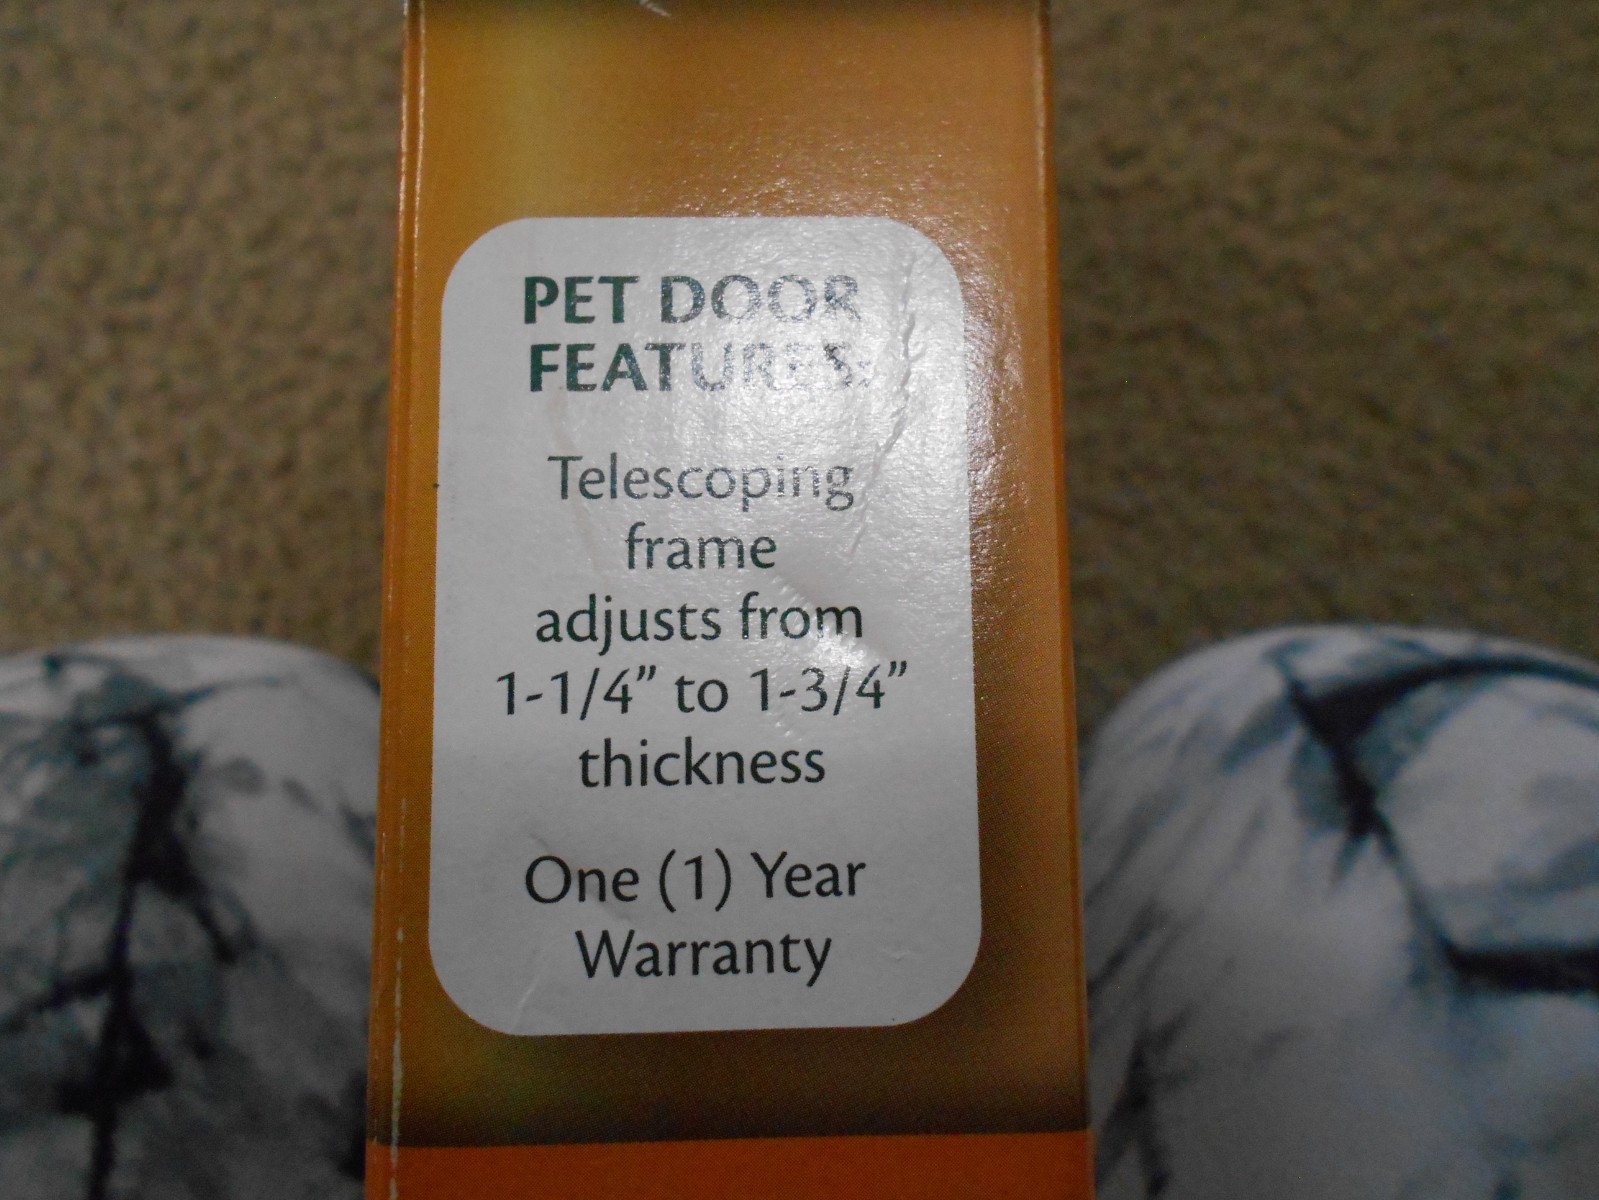 PET DOOR
FEATURES:
Telescoping
frame
adjusts from
1-1/4” to 1-3/4”
thickness
One (1) Year
Warranty